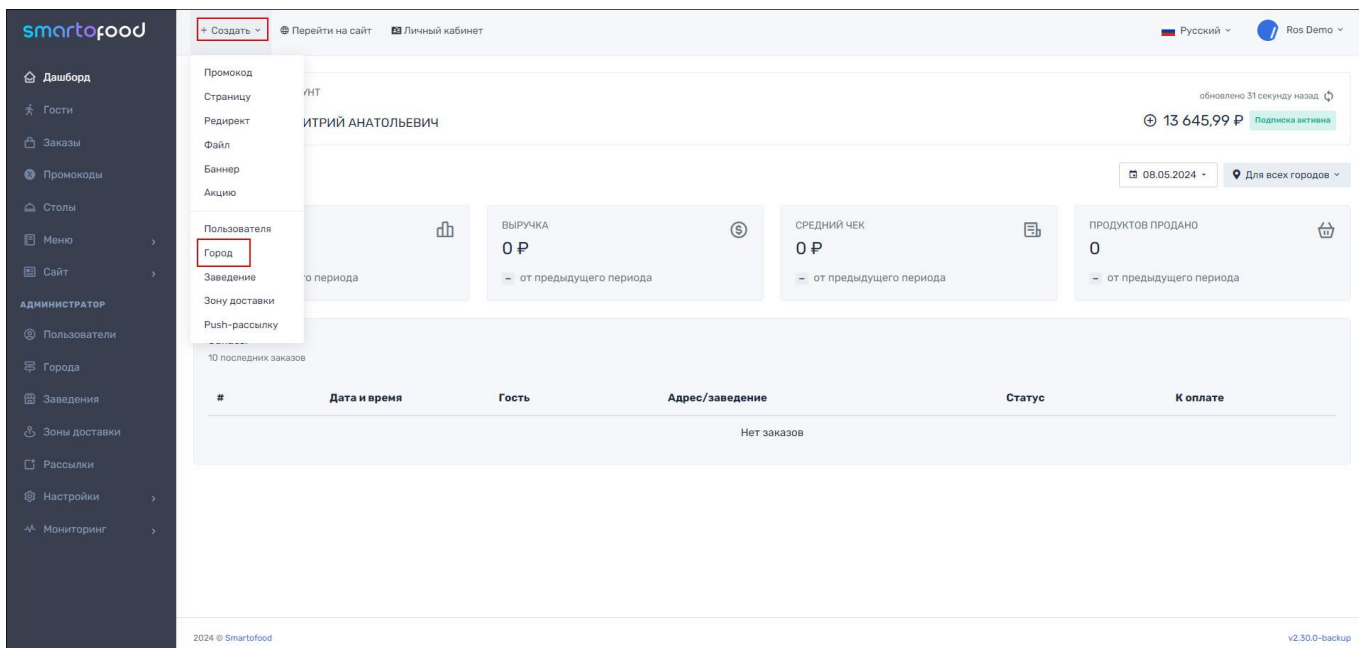 smartofood
+ Создать
Перейти на сайт
Личный кабинет
Русский
Ros Demo
Дашборд
Гости
Заказы
Промокоды
Столы
Меню
Сайт
АДМИНИСТРАТОР
Пользователи
Города
Заведения
Зоны доставки
Рассылки
Настройки
Мониторинг
Промокод
Страницу
Редирект
Файл
Баннер
Акцию
Пользователя
Город
Заведение
Зону доставки
Push-рассылку
УНТ
ИТРИЙ АНАТОЛЬЕВИЧ
обновлено 31 секунду назад
13 645,99 ₽ Подписка активна
08.05.2024
Для всех городов
о периода
ВЫРУЧКА
0 ₽
– от предыдущего периода
СРЕДНИЙ ЧЕК
0 ₽
– от предыдущего периода
ПРОДУКТОВ ПРОДАНО
0
– от предыдущего периода
10 последних заказов
# Дата и время Гость Адрес/заведение Статус К оплате
Нет заказов
2024 © Smartofood
v2.30.0-backup